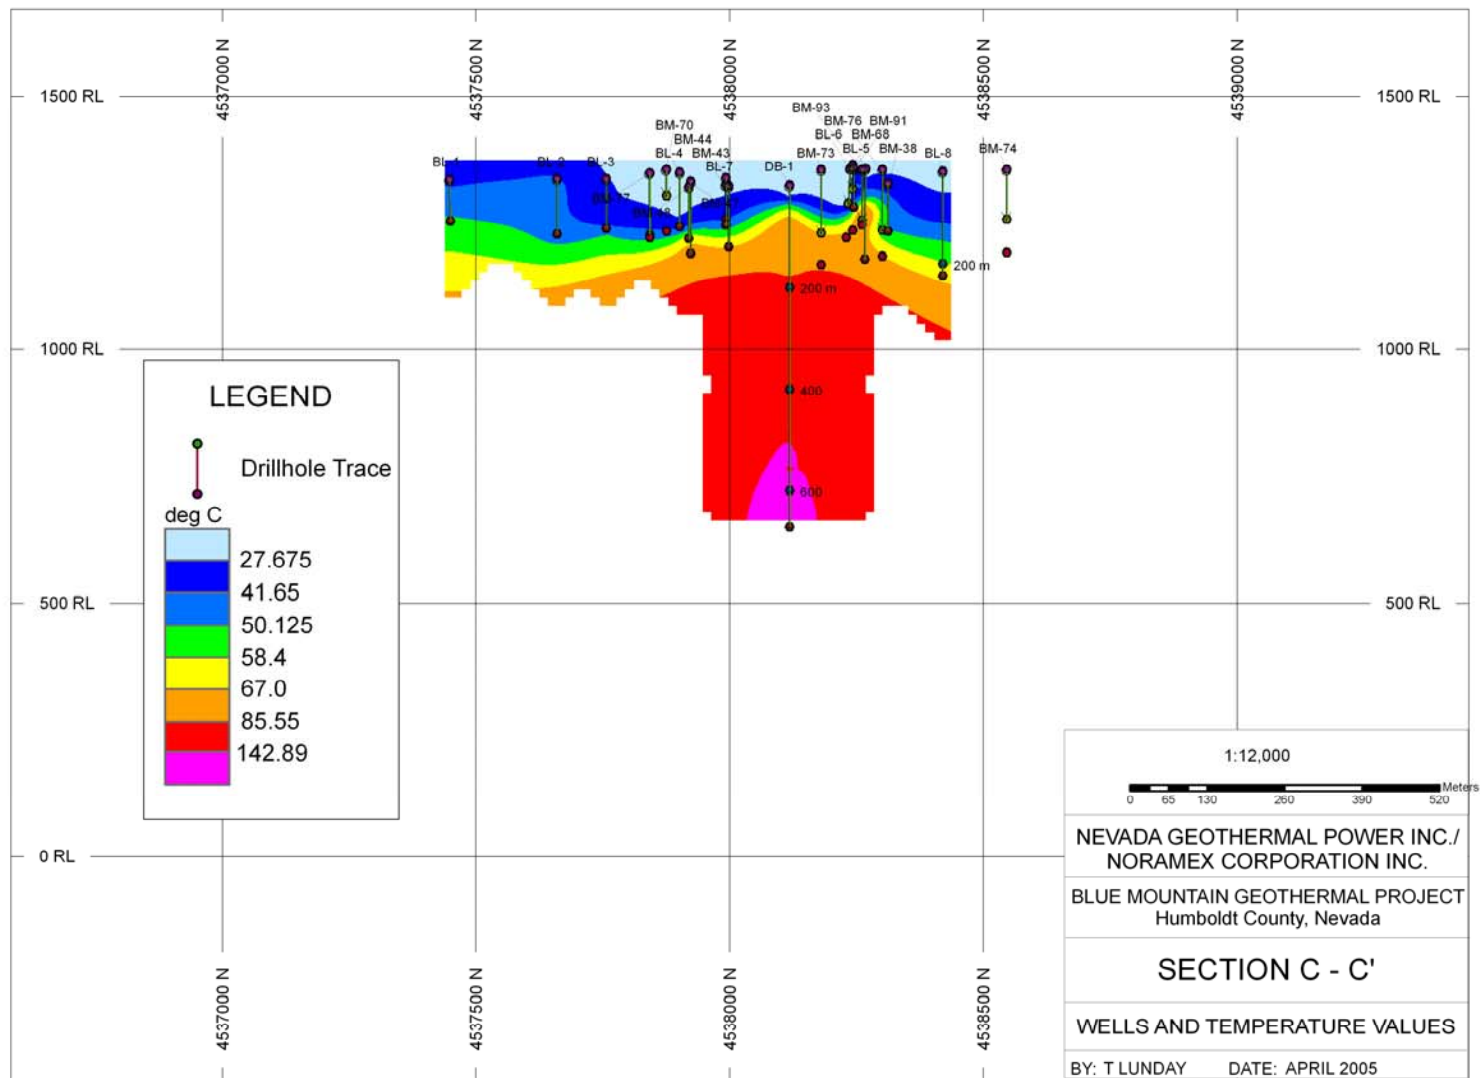 4537000 N
4537500 N
4538000 N
4538500 N
4539000 N
1500 RL
1500 RL
BM-93
BM-70
BM-76
BM-91
BM-44
BL-6
BM-68
BL-1
BL-2
BL-3
BL-4
BM-43
BL-7
DB-1
BM-73
BL-5
BM-38
BL-8
BM-74
200 m
200 m
1000 RL
1000 RL
400
600
LEGEND
Drillhole Trace
deg C
27.675
41.65
50.125
58.4
67.0
85.55
142.89
500 RL
500 RL
0 RL
1:12,000
Meters
0 65 130 260 390 520
NEVADA GEOTHERMAL POWER INC./
NORAMEX CORPORATION INC.
BLUE MOUNTAIN GEOTHERMAL PROJECT
Humboldt County, Nevada
SECTION C - C'
WELLS AND TEMPERATURE VALUES
BY: T LUNDAY DATE: APRIL 2005
4537000 N
4537500 N
4538000 N
4538500 N